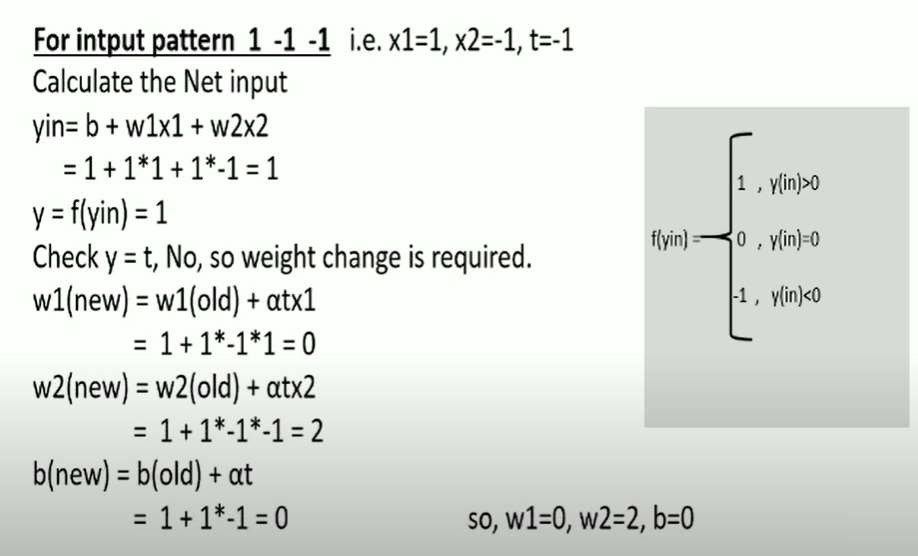 For intput pattern 1 -1 -1 i.e. x1=1, x2=-1, t=-1
Calculate the Net input
yin= b + w1x1 + w2x2
= 1 + 1*1 + 1*-1 = 1
y = f(yin) = 1
Check y = t, No, so weight change is required.
w1(new) = w1(old) + αtx1
= 1 + 1*-1*1 = 0
w2(new) = w2(old) + αtx2
= 1 + 1*-1*-1 = 2
b(new) = b(old) + αt
= 1 + 1*-1 = 0
so, w1=0, w2=2, b=0
1 , y(in)>0
f(yin) = 0 , y(in)=0
-1 , y(in)<0